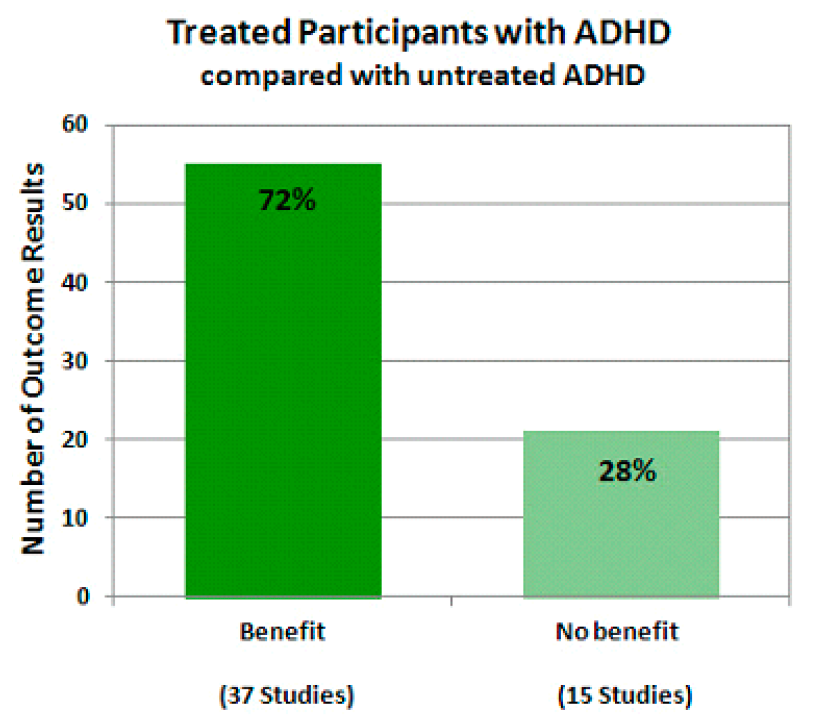 Treated Participants with ADHD
compared with untreated ADHD
Number of Outcome Results
60
50
40
30
20
10
0
72%
28%
Benefit
No benefit
(37 Studies)
(15 Studies)